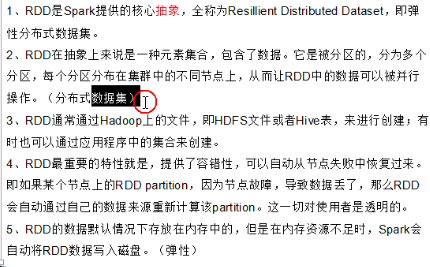 1、RDD是Spark提供的核心抽象，全称为Resillient Distributed Dataset，即弹
性分布式数据集。
2、RDD在抽象上来说是一种元素集合，包含了数据。它是被分区的，分为多个
分区，每个分区分布在集群中的不同节点上，从而让RDD中的数据可以被并行
操作。（分布式数据集）
3、RDD通常通过Hadoop上的文件，即HDFS文件或者Hive表，来进行创建；有
时也可以通过应用程序中的集合来创建。
4、RDD最重要的特性就是，提供了容错性，可以自动从节点失败中恢复过来。
即如果某个节点上的RDD partition，因为节点故障，导致数据丢了，那么RDD
会自动通过自己的数据来源重新计算该partition。这一切对使用者是透明的。
5、RDD的数据默认情况下存放在内存中的，但是在内存资源不足时，Spark会
自动将RDD数据写入磁盘。（弹性）